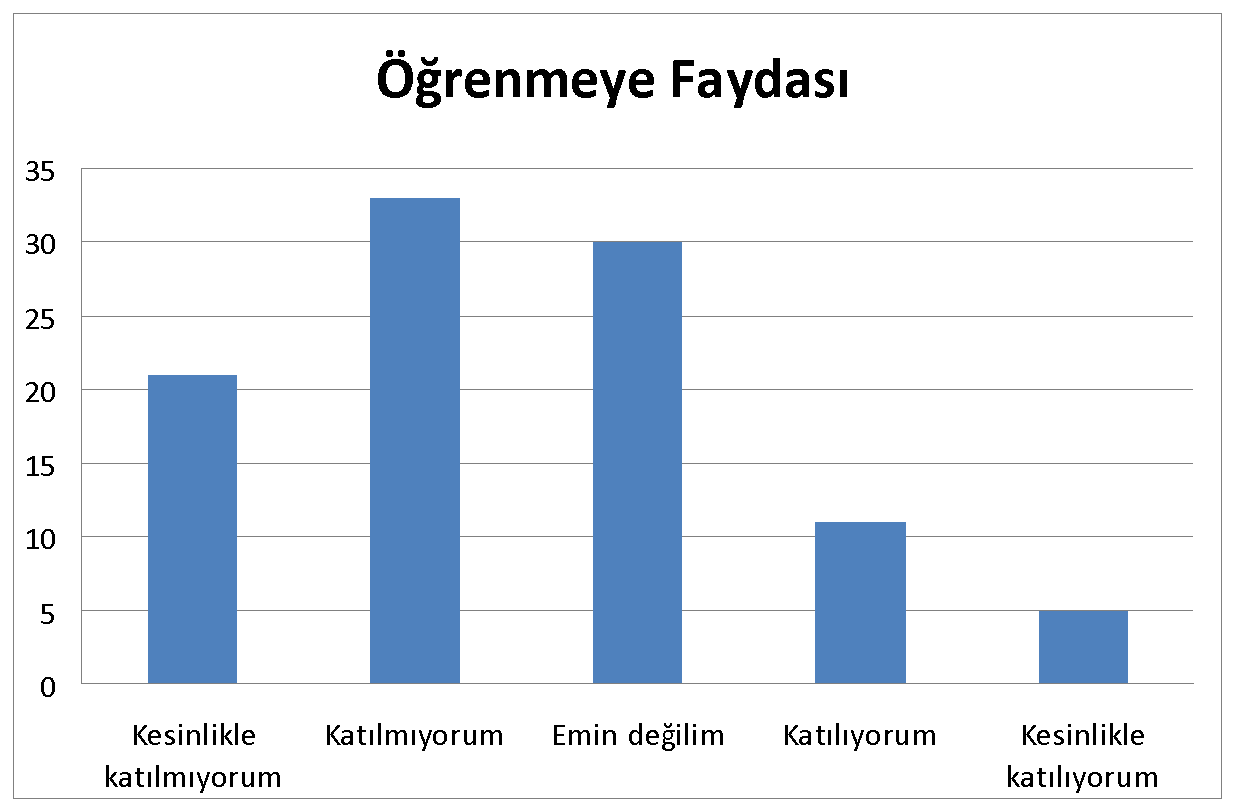 Öğrenmeye Faydası
35
30
25
20
15
10
5
0
Kesinlikle katılmıyorum
Katılmıyorum
Emin değilim
Katılıyorum
Kesinlikle katılıyorum